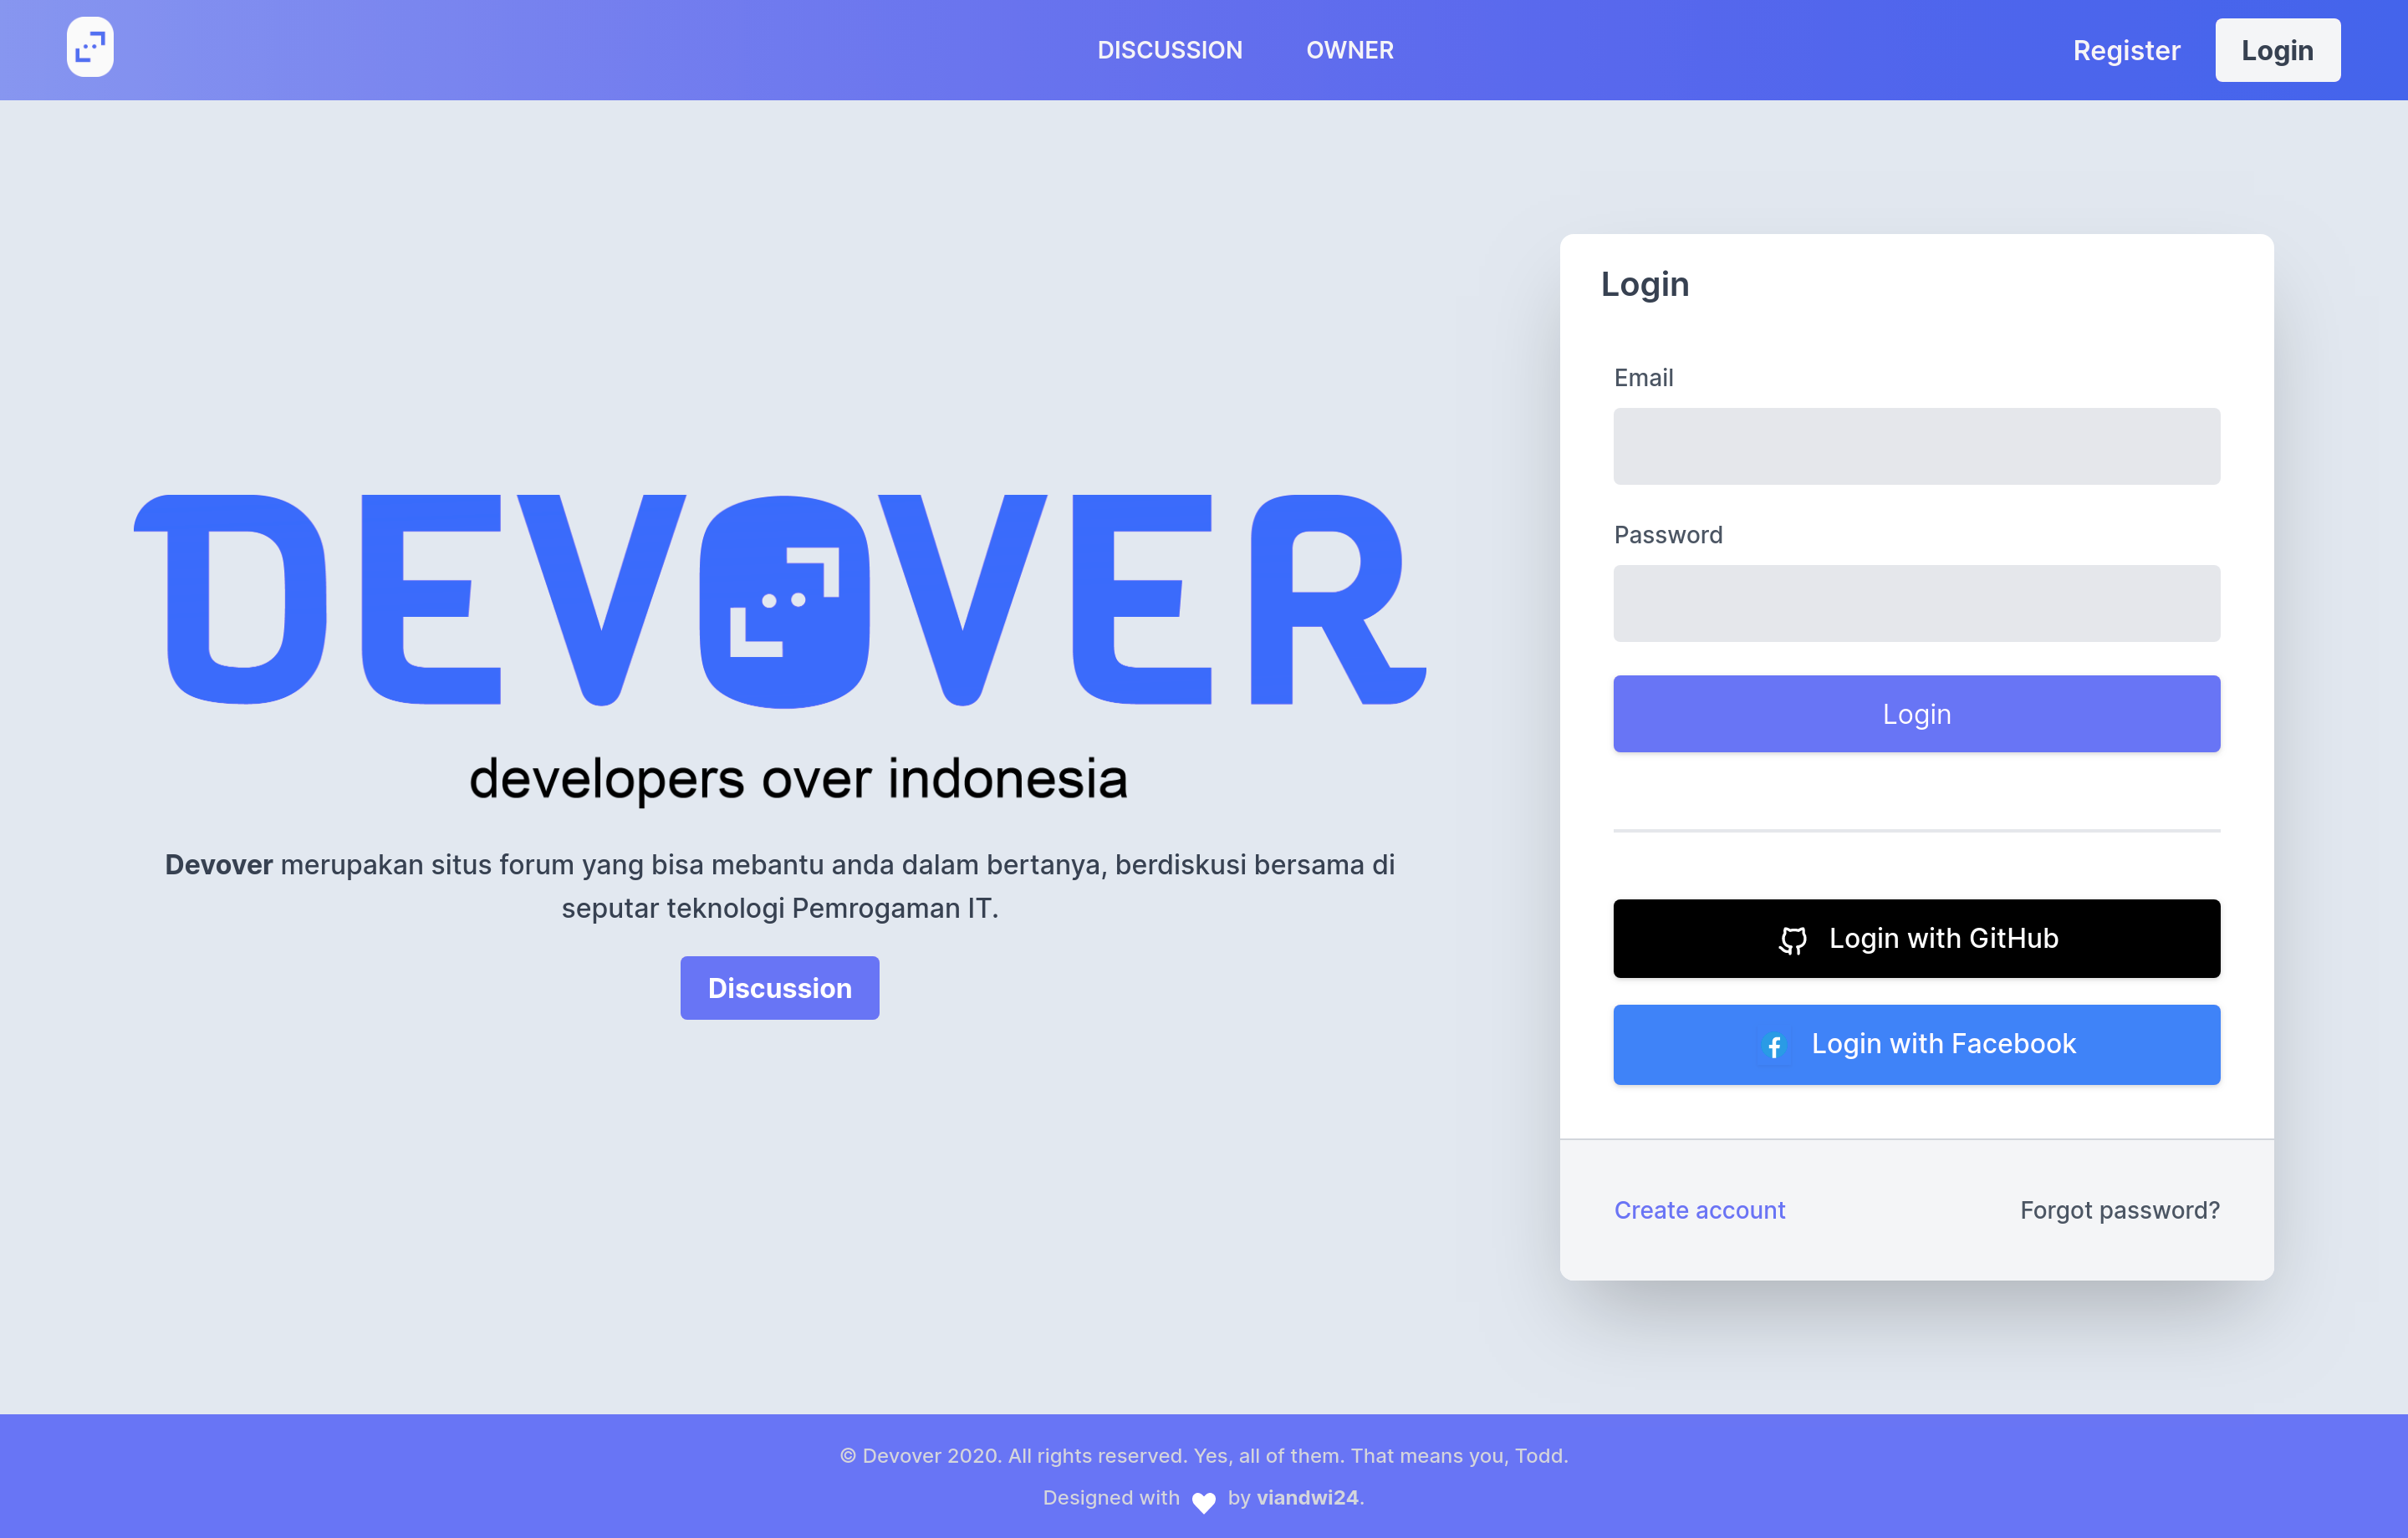 DISCUSSION OWNER
Register Login
DEVOVER
developers over indonesia
Devover merupakan situs forum yang bisa mebantu anda dalam bertanya, berdiskusi bersama di
seputar teknologi Pemrogaman IT.
Discussion
Login
Email
Password
Login
Login with GitHub
Login with Facebook
Create account Forgot password?
© Devover 2020. All rights reserved. Yes, all of them. That means you, Todd.
Designed with by viandwi24.